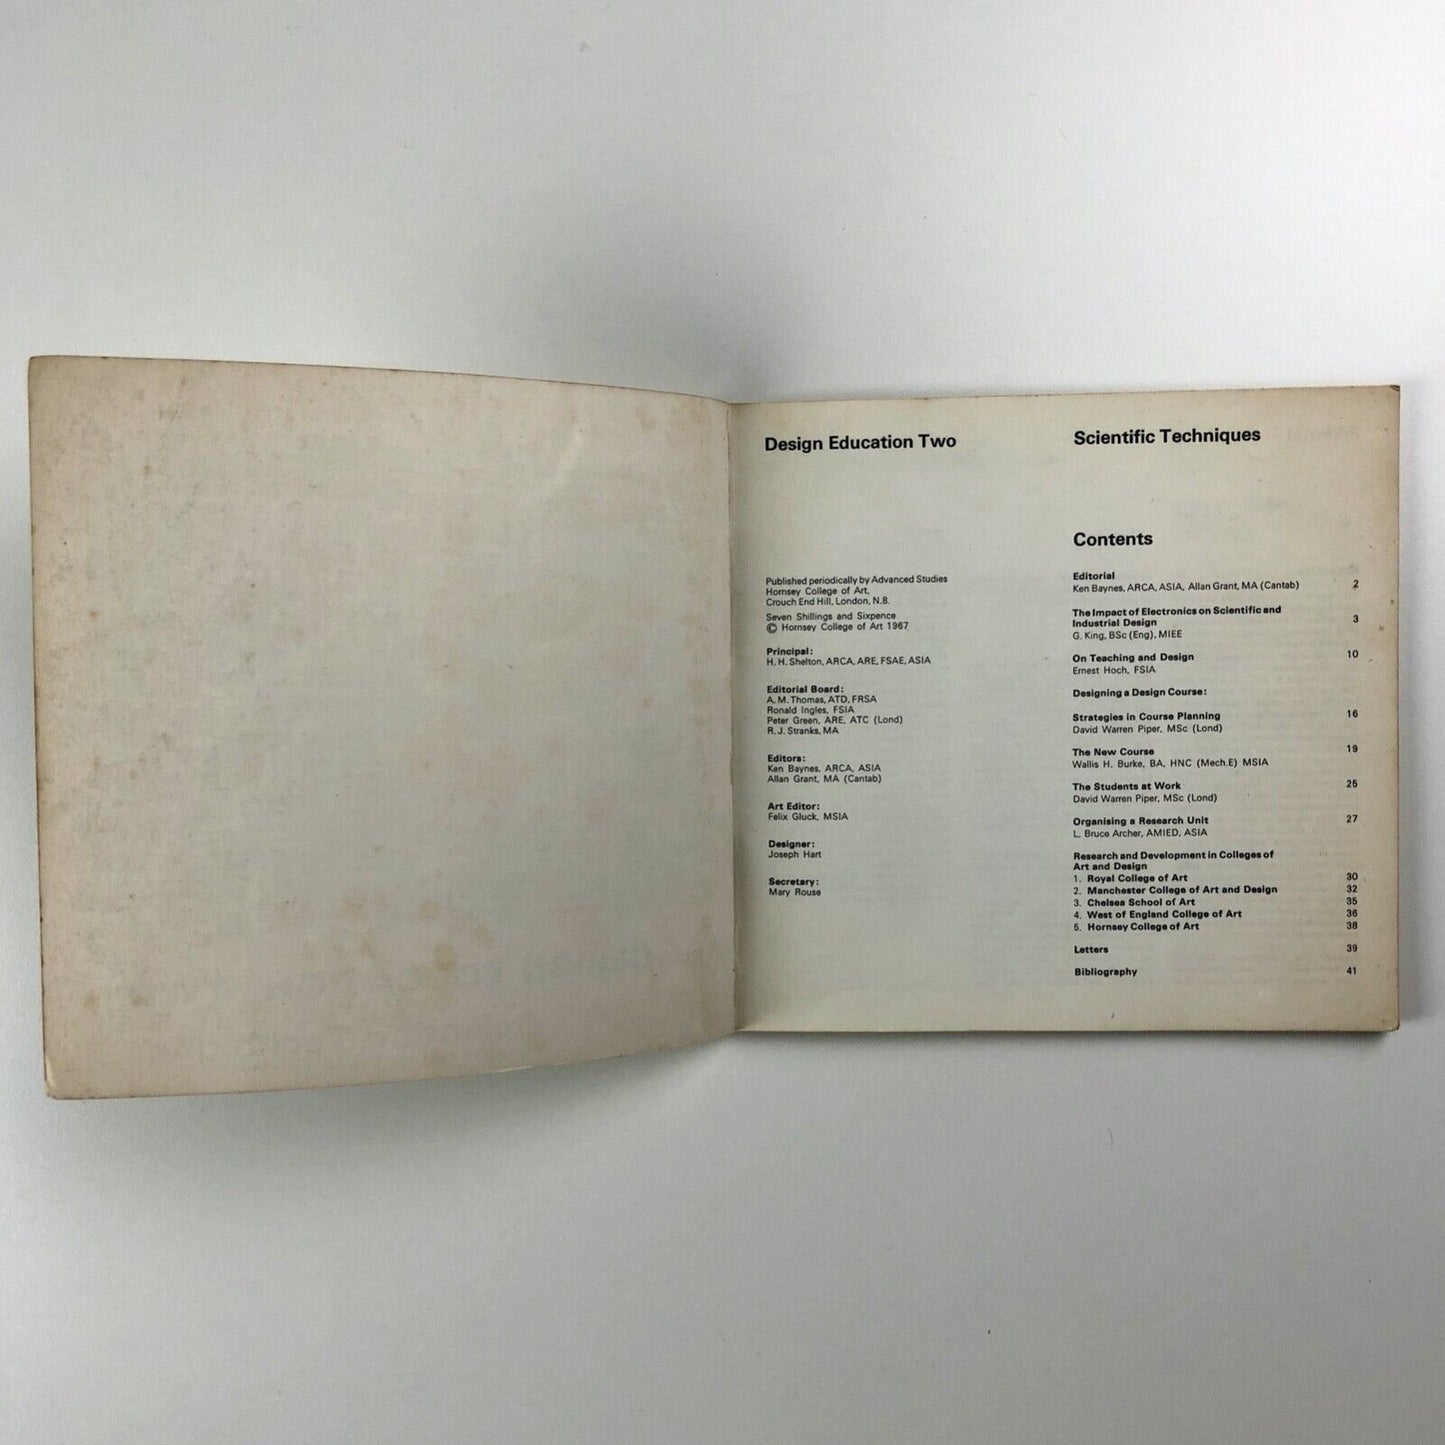 Design Education Two
Published periodically by Advanced Studies
Hornsey College of Art,
Crouch End Hill, London, N.8.
Seven Shillings and Sixpence
© Hornsey College of Art 1967
Principal:
H. H. Shelton, ARCA, ARE, FSAE, ASIA
Editorial Board:
A. M. Thomas, ATD, FRSA
Ronald Ingles, FSIA
Peter Green, ARE, ATC (Lond)
R. J. Stranks, MA
Editors:
Ken Baynes, ARCA, ASIA
Allan Grant, MA (Cantab)
Art Editor:
Felix Gluck, MSIA
Designer:
Joseph Hart
Secretary:
Mary Rouse
Scientific Techniques
Contents
Editorial
Ken Baynes, ARCA, ASIA, Allan Grant, MA (Cantab) 2
The Impact of Electronics on Scientific and
Industrial Design 3
G. King, BSc (Eng), MIEE
On Teaching and Design 10
Ernest Hoch, FSIA
Designing a Design Course:
Strategies in Course Planning 16
David Warren Piper, MSc (Lond)
The New Course 19
Wallis H. Burke, BA, HNC (Mech.E) MSIA
The Students at Work 25
David Warren Piper, MSc (Lond)
Organising a Research Unit 27
L. Bruce Archer, AMIED, ASIA
Research and Development in Colleges of
Art and Design
1. Royal College of Art 30
2. Manchester College of Art and Design 32
3. Chelsea School of Art 35
4. West of England College of Art 36
5. Hornsey College of Art 38
Letters 39
Bibliography 41